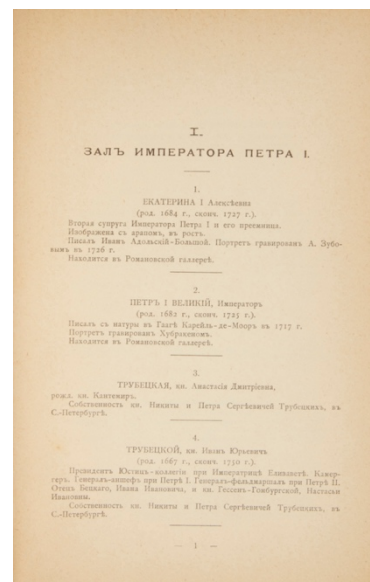 I.
ЗАЛЪ ИМПЕРАТОРА ПЕТРА I.
1.
ЕКАТЕРИНА I Алексѣевна
(род. 1684 г., сконч. 1727 г.).
Вторая супруга Императора Петра I и его преемница.
Изображена съ арапомъ, въ ростъ.
Писалъ Иванъ Адольскій-Большой. Портретъ гравированъ А. Зубо-
вымъ въ 1726 г.
Находится въ Романовской галлереѣ.
2.
ПЕТРЪ I ВЕЛИКІЙ, Императоръ
(род. 1682 г., сконч. 1725 г.).
Писалъ съ натуры въ Гаагѣ Карейль-де-Мооръ въ 1717 г.
Портретъ гравированъ Хубракеномъ.
Находится въ Романовской галлереѣ.
3.
ТРУБЕЦКАЯ, кн. Анастасія Дмитріевна,
рожд. кн. Кантемиръ.
Собственность кн. Никиты и Петра Сергѣевичей Трубецкихъ, въ
С.-Петербургѣ.
4.
ТРУБЕЦКОЙ, кн. Иванъ Юрьевичъ
(род. 1667 г., сконч. 1750 г.).
Президентъ Юстицъ-коллегіи при Императрицѣ Елизаветѣ. Камер-
геръ. Генералъ-аншефъ при Петрѣ I. Генералъ-фельдмаршалъ при Петрѣ II.
Отецъ Бецкаго, Ивана Ивановича, и кн. Гессенъ-Гомбургской, Настасьи
Ивановны.
Собственность кн. Никиты и Петра Сергѣевичей Трубецкихъ, въ
С.-Петербургѣ.
— 1 —